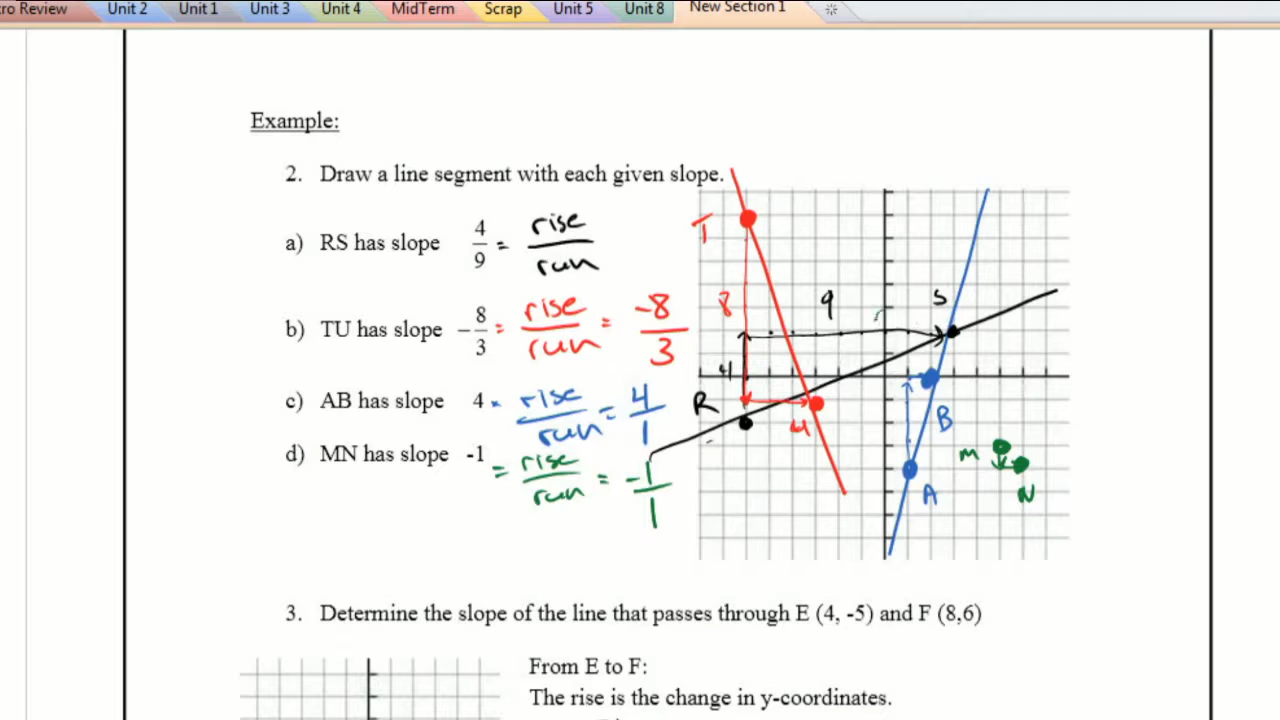 ro Review Unit 2 Unit 1 Unit 3 Unit 4 MidTerm Scrap Unit 5 Unit 8 New Section 1
Example:
2. Draw a line segment with each given slope.
a) RS has slope 4/9 = rise/run
b) TU has slope -8/3 = rise/run = -8/3
c) AB has slope 4 = rise/run = 4/1
d) MN has slope -1 = rise/run = -1/1
T
8
9
S
4
R
U
B
A
M
N
3. Determine the slope of the line that passes through E (4, -5) and F (8,6)
From E to F:
The rise is the change in y-coordinates.